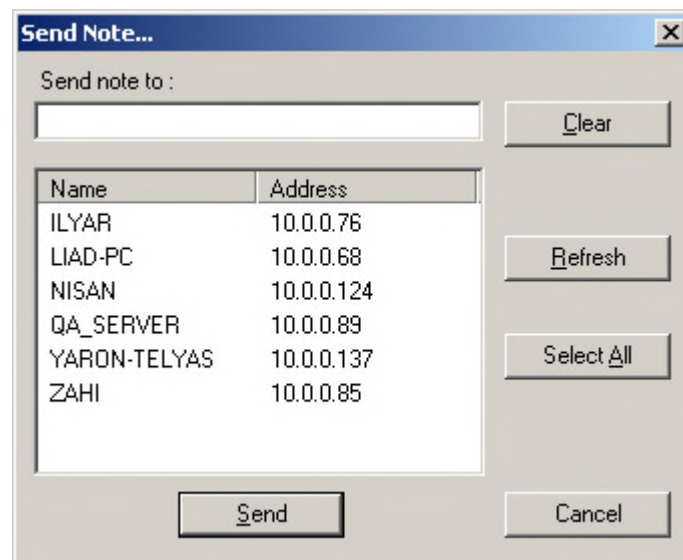 Send Note...
Send note to :
Clear
Name Address
ILYAR 10.0.0.76
LIAD-PC 10.0.0.68
NISAN 10.0.0.124
QA_SERVER 10.0.0.89
YARON-TELYAS 10.0.0.137
ZAHI 10.0.0.85
Refresh
Select All
Send
Cancel